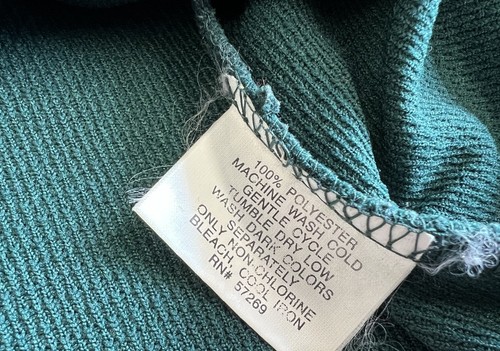 100% POLYESTER
MACHINE WASH COLD
GENTLE CYCLE
TUMBLE DRY LOW
WASH DARK COLORS
SEPARATELY
ONLY NON-CHLORINE
BLEACH, COOL IRON
RN# 57269